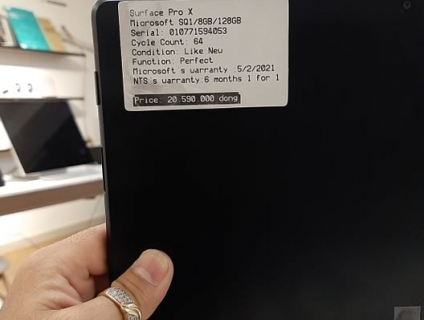 Surface Pro X
Microsoft SQ1/8GB/128GB
Serial: 010771594053
Cycle Count: 64
Condition: Like New
Function: Perfect
Microsoft s warranty :5/2/2021
NTS s warranty 6 months 1 for 1
Price: 20.590.000 dong